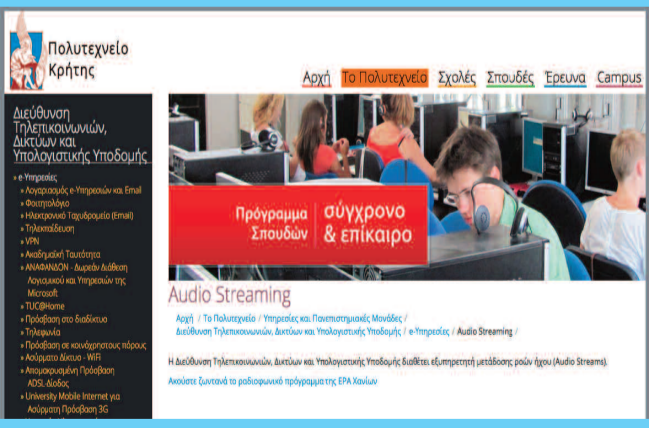 Πολυτεχνείο
Κρήτης
Αρχή Το Πολυτεχνείο Σχολές Σπουδές Έρευνα Campus
Διεύθυνση
Τηλεπικοινωνιών,
Δικτύων και
Υπολογιστικής Υποδομής
» e-Υπηρεσίες
» Λογαριασμός e-Υπηρεσιών και Email
» Φοιτητολόγιο
» Ηλεκτρονικό Ταχυδρομείο (Email)
» Τηλεκπαίδευση
» VPN
» Ακαδημαϊκή Ταυτότητα
» ΑΝΑΦΑΝΔΟΝ - Δωρεάν Διάθεση
Λογισμικού και Υπηρεσιών της
Microsoft
» TUC@Home
» Πρόσβαση στο διαδίκτυο
» Τηλεφωνία
» Πρόσβαση σε κοινόχρηστους πόρους
» Ασύρματο Δίκτυο - WiFi
» Απομακρυσμένη Πρόσβαση
ADSL-Δίοδος
» University Mobile Internet για
Ασύρματη Πρόσβαση 3G
Πρόγραμμα
Σπουδών
σύγχρονο
& επίκαιρο
Audio Streaming
Αρχή / Το Πολυτεχνείο / Υπηρεσίες και Πανεπιστημιακές Μονάδες /
Διεύθυνση Τηλεπικοινωνιών, Δικτύων και Υπολογιστικής Υποδομής / e-Υπηρεσίες / Audio Streaming /
Η Διεύθυνση Τηλεπικοινωνιών, Δικτύων και Υπολογιστικής Υποδομής διαθέτει εξυπηρετητή μετάδοσης ροών ήχου (Audio Streams).
Ακούστε ζωντανά το ραδιοφωνικό πρόγραμμα της ΕΡΑ Χανίων